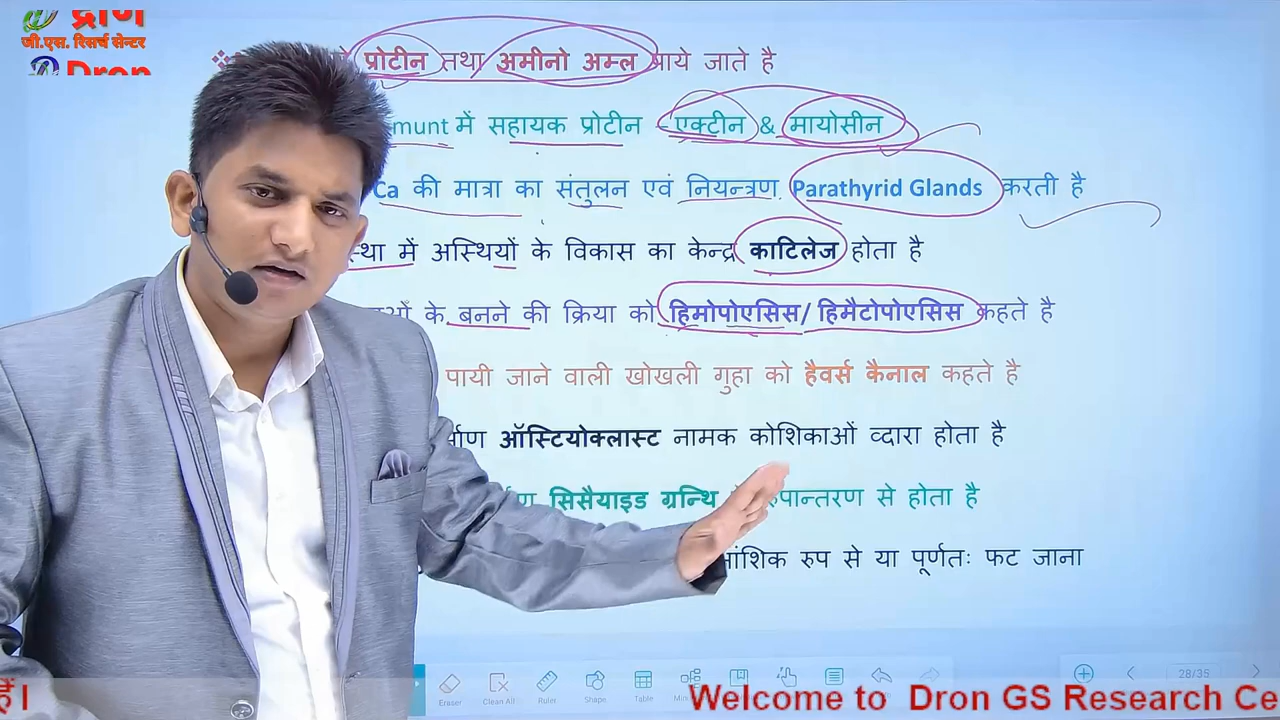 द्रोण
जी.एस. रिसर्च सेन्टर
Dron
प्रोटीन तथा अमीनो अम्ल पाये जाते है
munt में सहायक प्रोटीन - एक्टीन & मायोसीन
Ca की मात्रा का संतुलन एवं नियन्त्रण Parathyrid Glands करती है
स्था में अस्थियों के विकास का केन्द्र काटिलेज होता है
के बनने की क्रिया को हिमोपोएसिस/ हिमैटोपोएसिस कहते है
पायी जाने वाली खोखली गुहा को हैवर्स कैनाल कहते है
ऑस्टियोक्लास्ट नामक कोशिकाओं व्दारा होता है
सिसैयाइड ग्रन्थि रुपान्तरण से होता है
आंशिक रुप से या पूर्णतः फट जाना
Eraser Clean All Ruler Shape Table 28/35
हैं। Welcome to Dron GS Research Ce